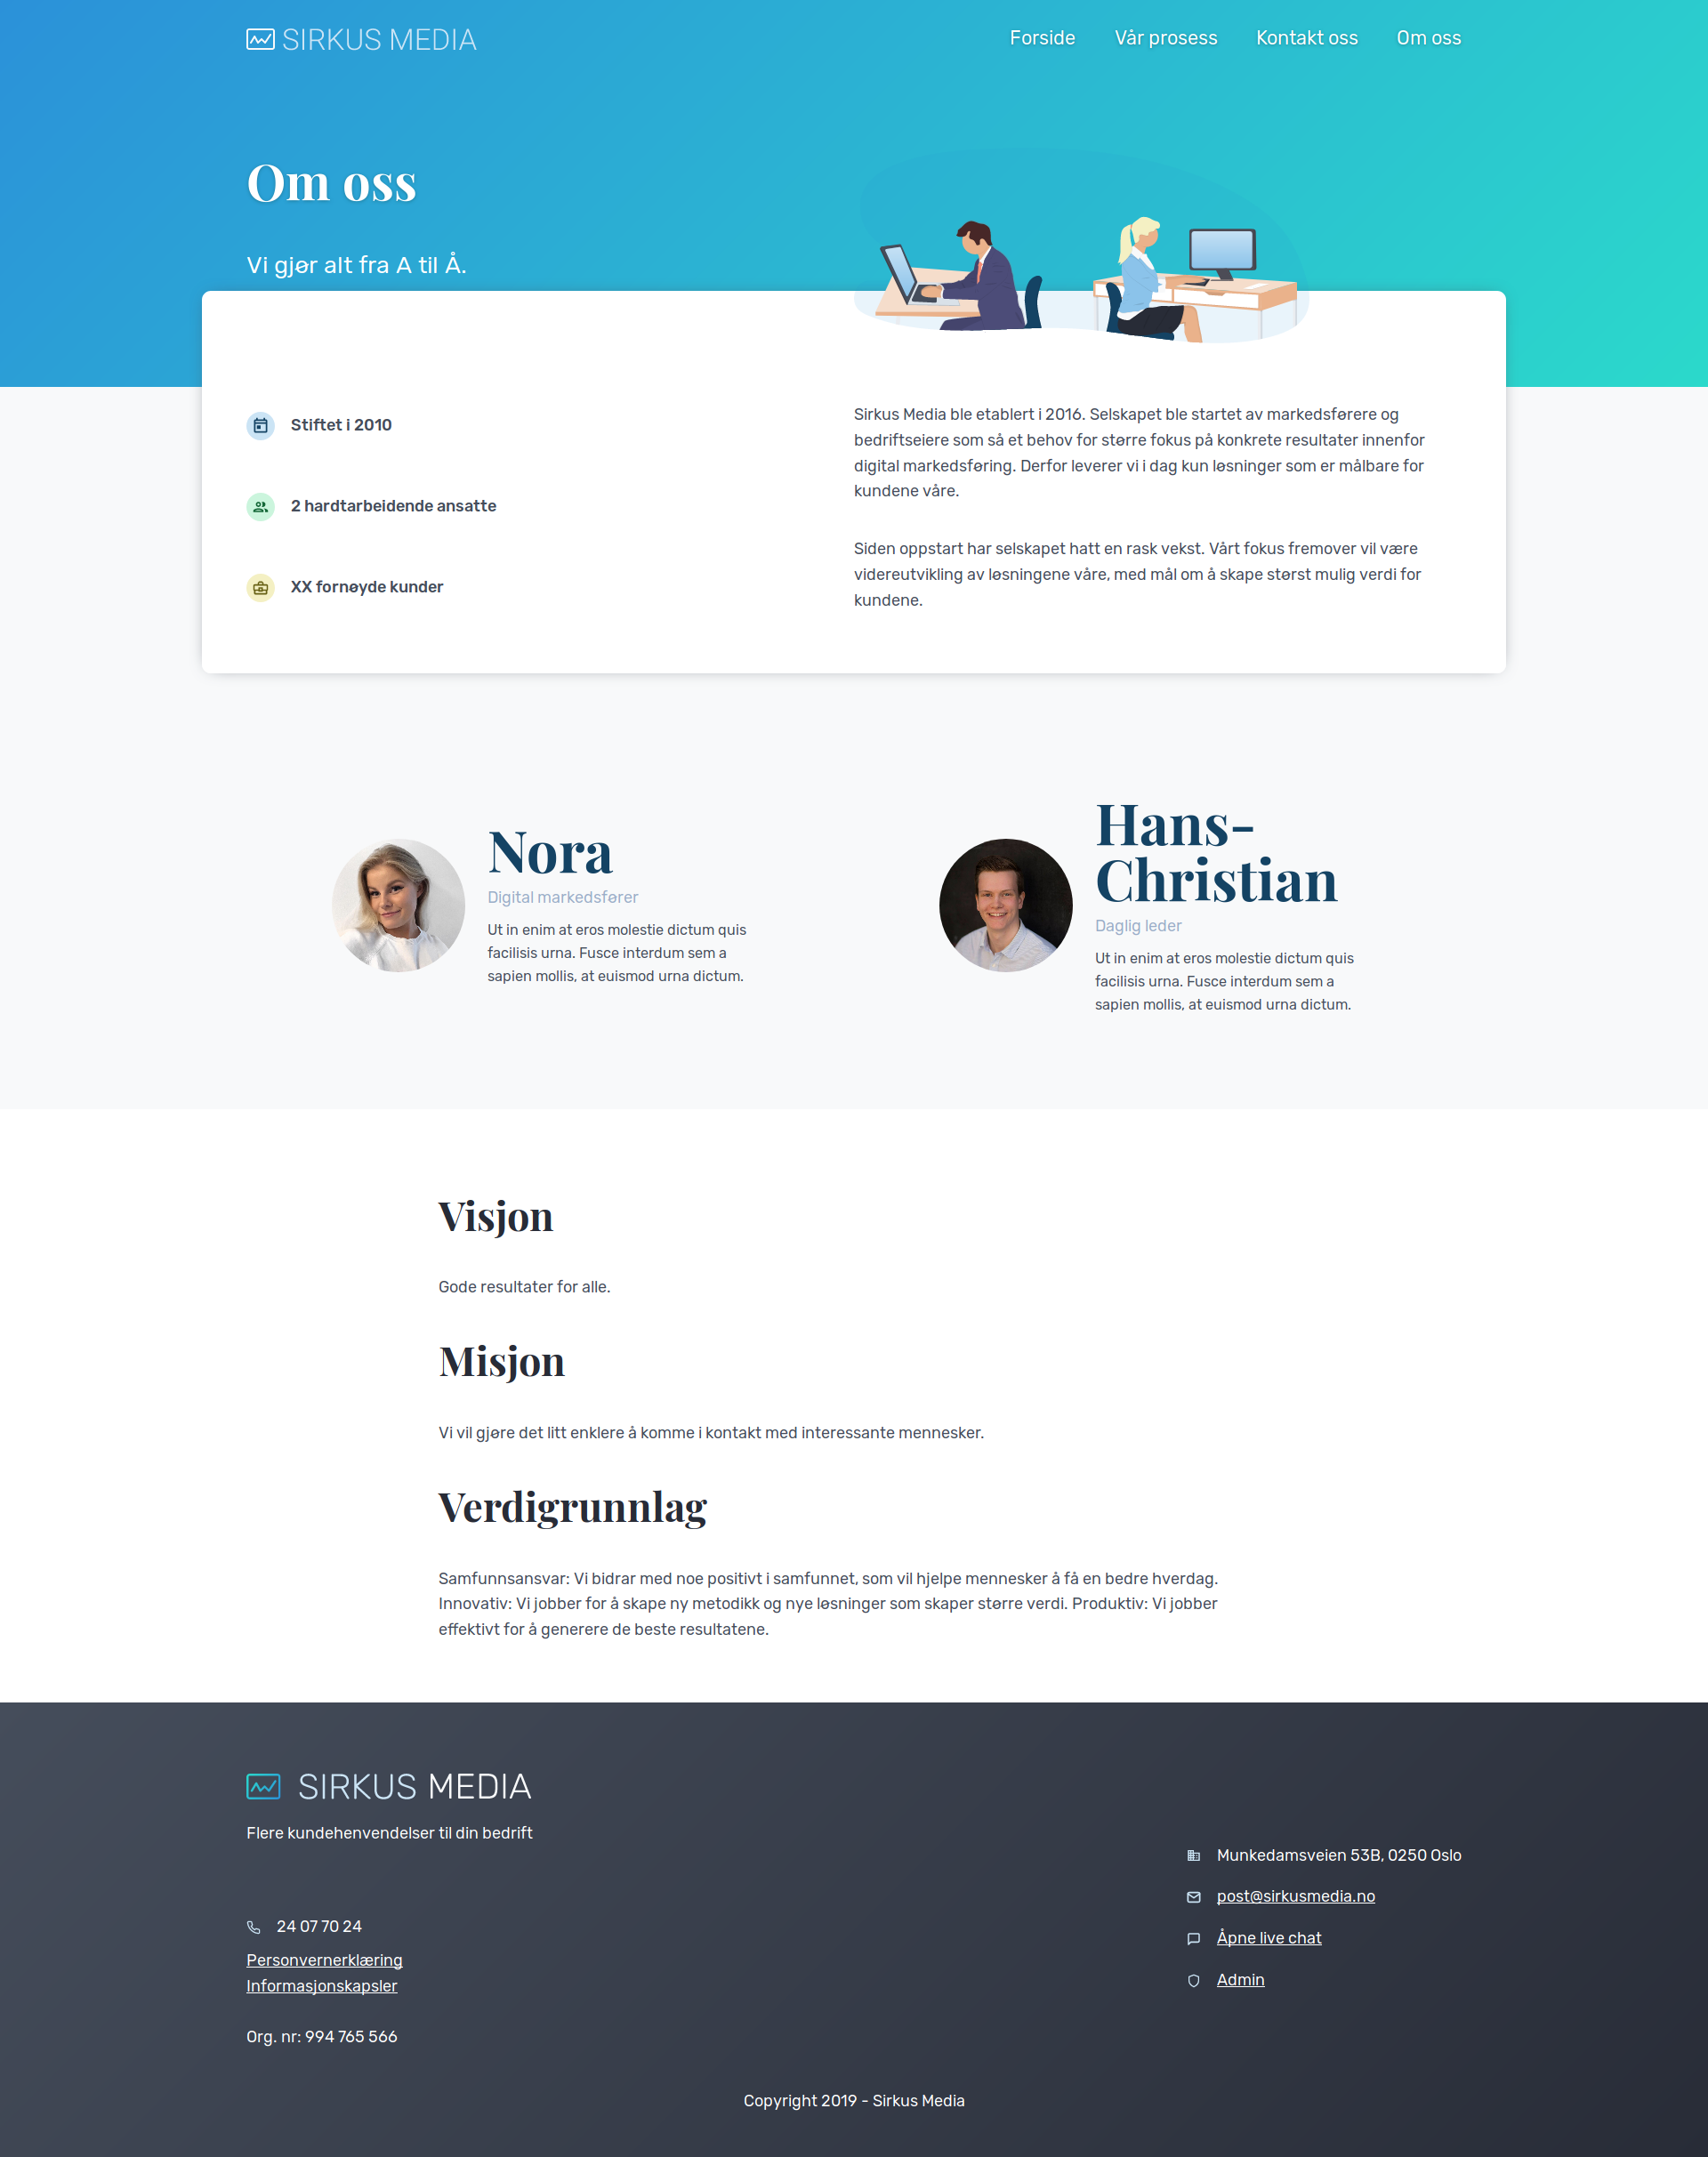 SIRKUS MEDIA
Forside Vår prosess Kontakt oss Om oss
Om oss
Vi gjør alt fra A til Å.
Stiftet i 2010
2 hardtarbeidende ansatte
XX fornøyde kunder
Sirkus Media ble etablert i 2016. Selskapet ble startet av markedsførere og
bedriftseiere som så et behov for større fokus på konkrete resultater innenfor
digital markedsføring. Derfor leverer vi i dag kun løsninger som er målbare for
kundene våre.
Siden oppstart har selskapet hatt en rask vekst. Vårt fokus fremover vil være
videreutvikling av løsningene våre, med mål om å skape størst mulig verdi for
kundene.
Nora
Digital markedsfører
Ut in enim at eros molestie dictum quis
facilisis urna. Fusce interdum sem a
sapien mollis, at euismod urna dictum.
Hans-
Christian
Daglig leder
Ut in enim at eros molestie dictum quis
facilisis urna. Fusce interdum sem a
sapien mollis, at euismod urna dictum.
Visjon
Gode resultater for alle.
Misjon
Vi vil gjøre det litt enklere å komme i kontakt med interessante mennesker.
Verdigrunnlag
Samfunnsansvar: Vi bidrar med noe positivt i samfunnet, som vil hjelpe mennesker å få en bedre hverdag.
Innovativ: Vi jobber for å skape ny metodikk og nye løsninger som skaper større verdi. Produktiv: Vi jobber
effektivt for å generere de beste resultatene.
SIRKUS MEDIA
Flere kundehenvendelser til din bedrift
24 07 70 24
Personvernerklæring
Informasjonskapsler
Org. nr: 994 765 566
Munkedamsveien 53B, 0250 Oslo
post@sirkusmedia.no
Åpne live chat
Admin
Copyright 2019 - Sirkus Media